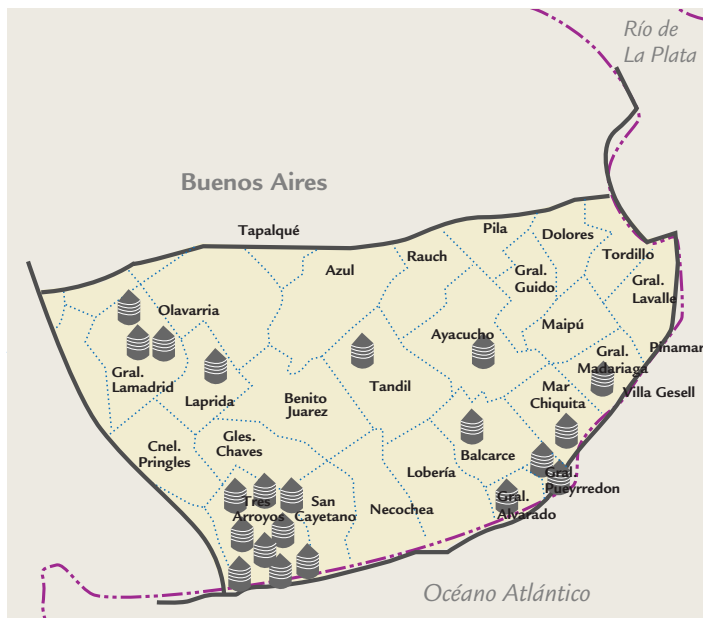 Río de
La Plata
Buenos Aires
Tapalqué
Pila
Dolores
Rauch
Tordillo
Azul
Gral.
Guido
Gral.
Lavalle
Olavarria
Maipú
Ayacucho
Gral.
Madariaga
Pinamar
Gral.
Lamadrid
Tandil
Mar
Chiquita
Villa Gesell
Laprida
Benito
Juarez
Gles.
Chaves
Cnel.
Pringles
Balcarce
Lobería
Gral.
Pueyrredon
Tres
Arroyos
San
Cayetano
Necochea
Gral.
Alvarado
Océano Atlántico